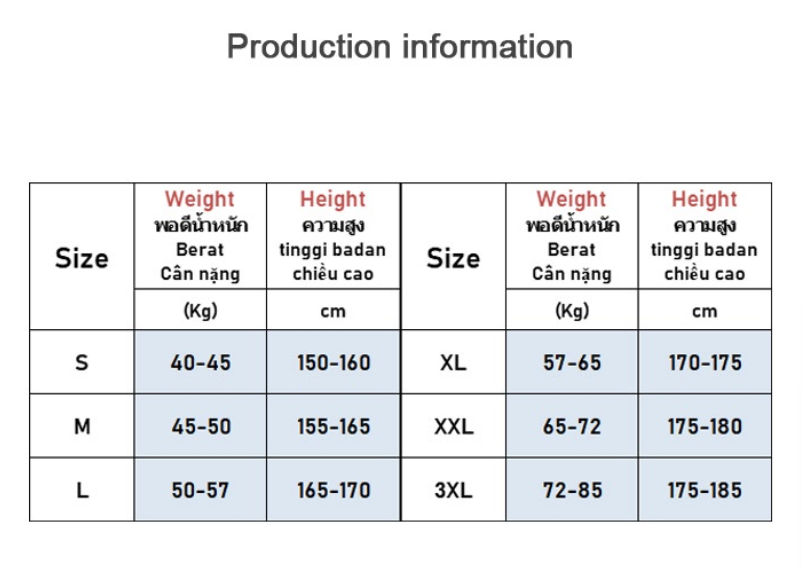 Production information
Size
Weight
พอดีน้ำหนัก
Berat
Cân nặng
(Kg)
Height
ความสูง
tinggi badan
chiều cao
cm
Size
Weight
พอดีน้ำหนัก
Berat
Cân nặng
(Kg)
Height
ความสูง
tinggi badan
chiều cao
cm
S 40-45 150-160 XL 57-65 170-175
M 45-50 155-165 XXL 65-72 175-180
L 50-57 165-170 3XL 72-85 175-185